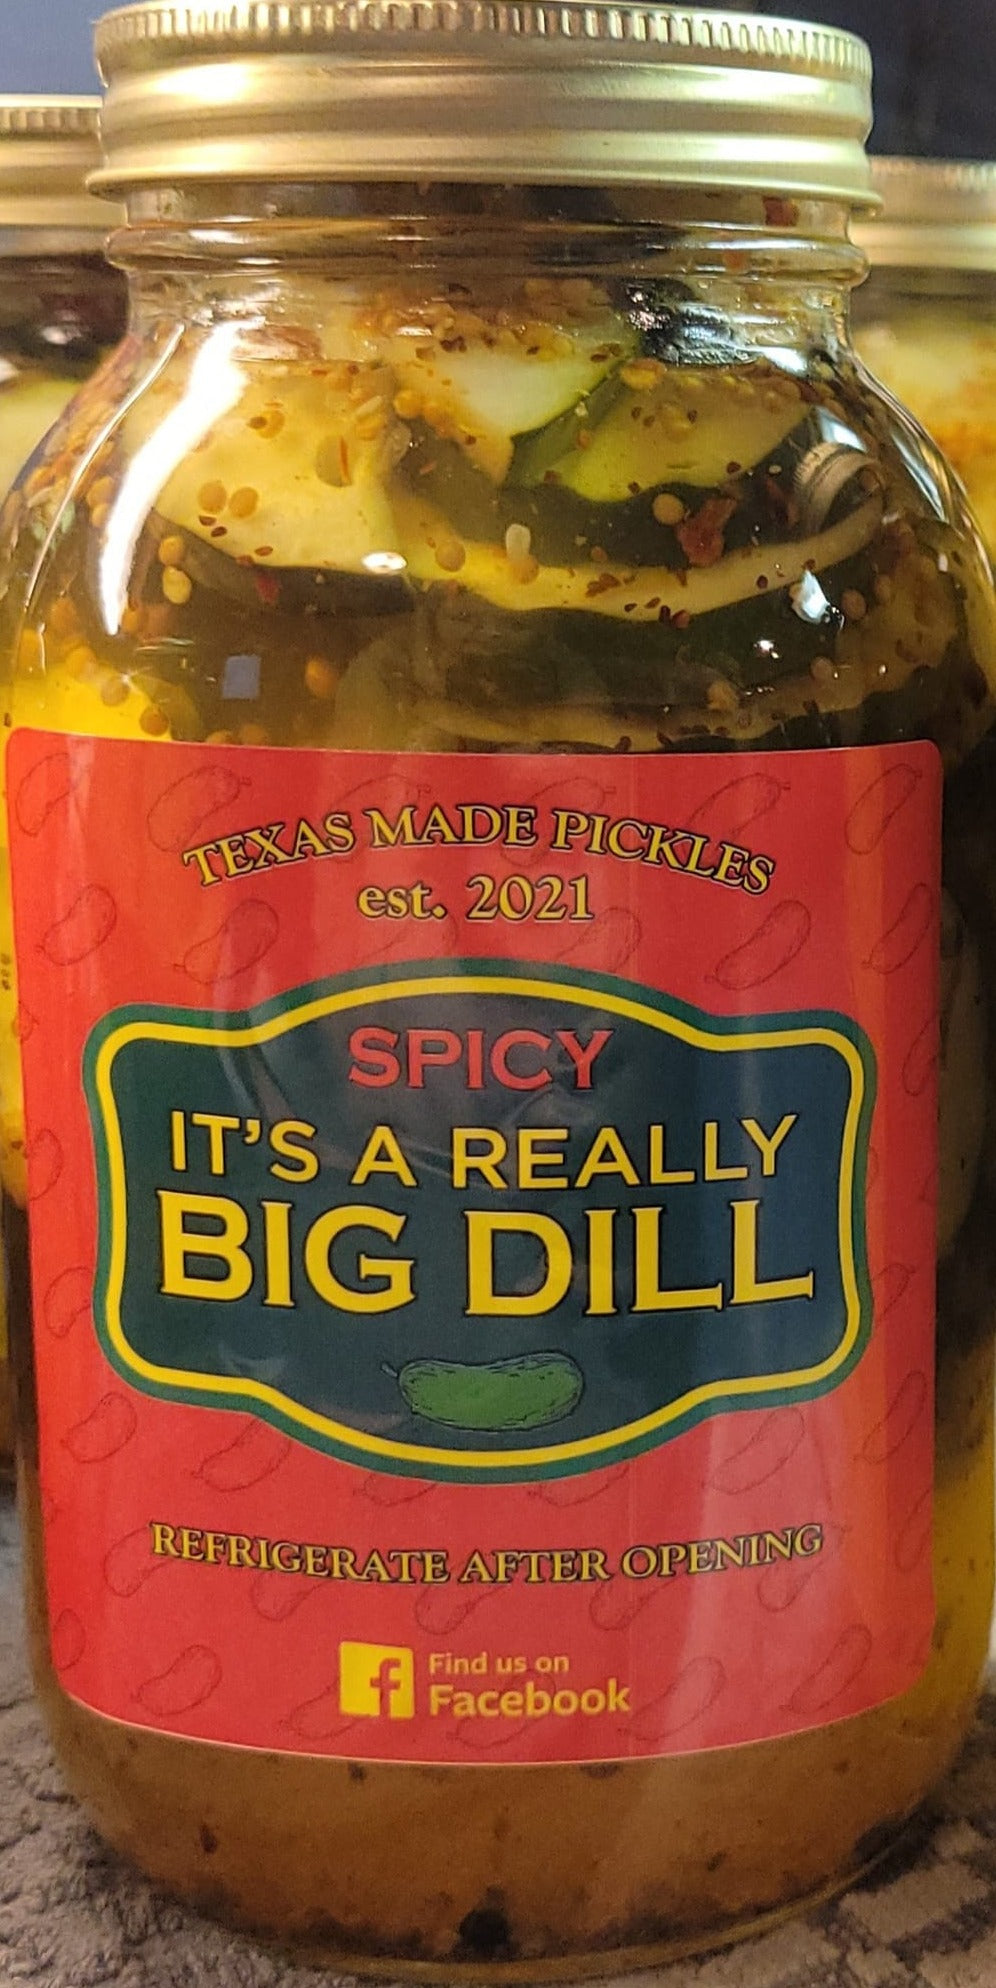 TEXAS MADE PICKLES
est. 2021
SPICY
IT'S A REALLY
BIG DILL
REFRIGERATE AFTER OPENING
f Find us on
Facebook